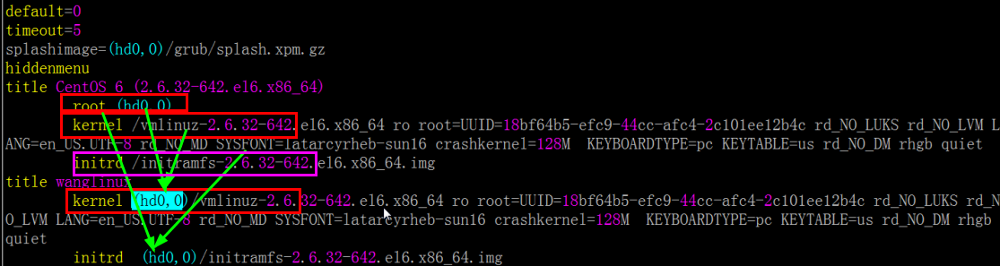 default=0
timeout=5
splashimage=(hd0,0)/grub/splash.xpm.gz
hiddenmenu
title CentOS 6 (2.6.32-642.el6.x86_64)
root (hd0,0)
kernel /vmlinuz-2.6.32-642.el6.x86_64 ro root=UUID=18bf64b5-efc9-44cc-afc4-2c101ee12b4c rd_NO_LUKS rd_NO_LVM L
ANG=en_US.UTF-8 rd_NO_MD SYSFONT=latarcyrheb-sun16 crashkernel=128M  KEYBOARDTYPE=pc KEYTABLE=us rd_NO_DM rhgb quiet
initrd /initramfs-2.6.32-642.el6.x86_64.img
title wanglinux
kernel (hd0,0)/vmlinuz-2.6.32-642.el6.x86_64 ro root=UUID=18bf64b5-efc9-44cc-afc4-2c101ee12b4c rd_NO_LUKS rd_N
O_LVM LANG=en_US.UTF-8 rd_NO_MD SYSFONT=latarcyrheb-sun16 crashkernel=128M  KEYBOARDTYPE=pc KEYTABLE=us rd_NO_DM rhgb
quiet
initrd  (hd0,0)/initramfs-2.6.32-642.el6.x86_64.img